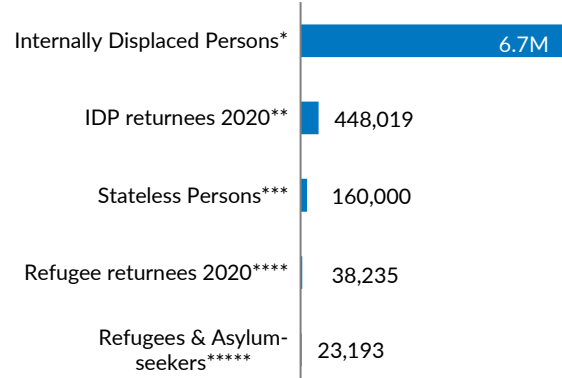 Internally Displaced Persons* 6.7M
IDP returnees 2020** 448,019
Stateless Persons*** 160,000
Refugee returnees 2020**** 38,235
Refugees & Asylum-
seekers***** 23,193